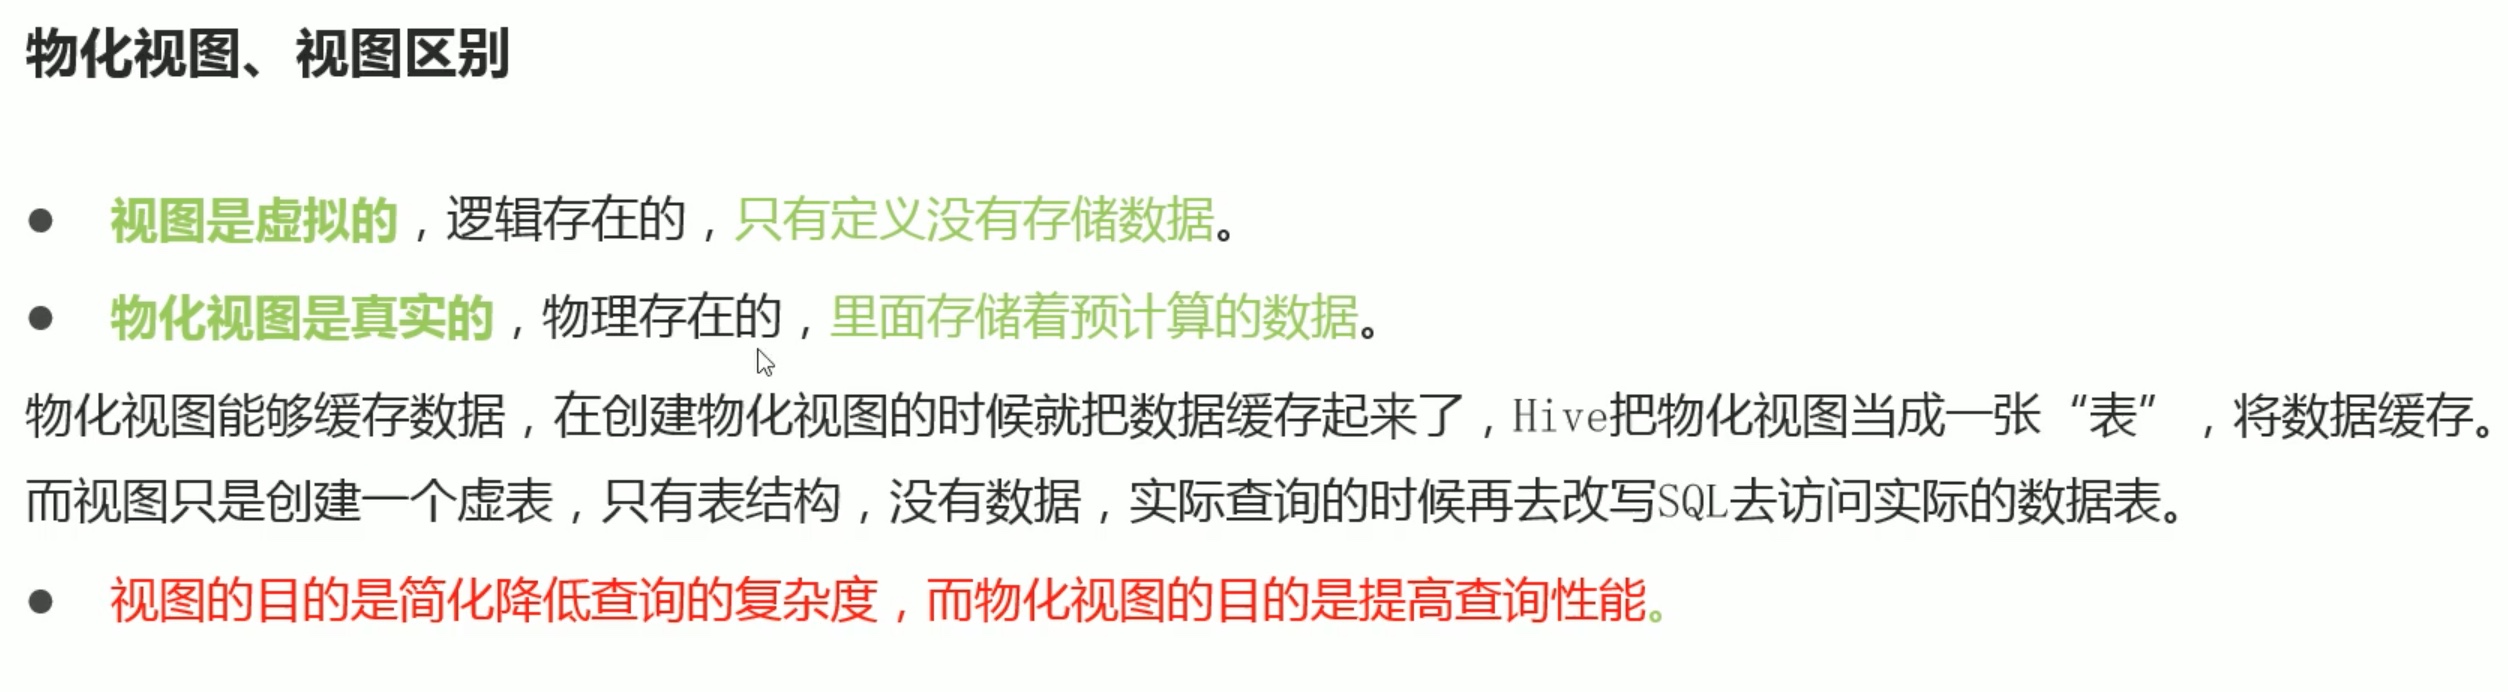 物化视图、视图区别
● 视图是虚拟的，逻辑存在的，只有定义没有存储数据。
● 物化视图是真实的，物理存在的，里面存储着预计算的数据。
物化视图能够缓存数据，在创建物化视图的时候就把数据缓存起来了，Hive把物化视图当成一张“表”，将数据缓存。
而视图只是创建一个虚表，只有表结构，没有数据，实际查询的时候再去改写SQL去访问实际的数据表。
● 视图的目的是简化降低查询的复杂度，而物化视图的目的是提高查询性能。